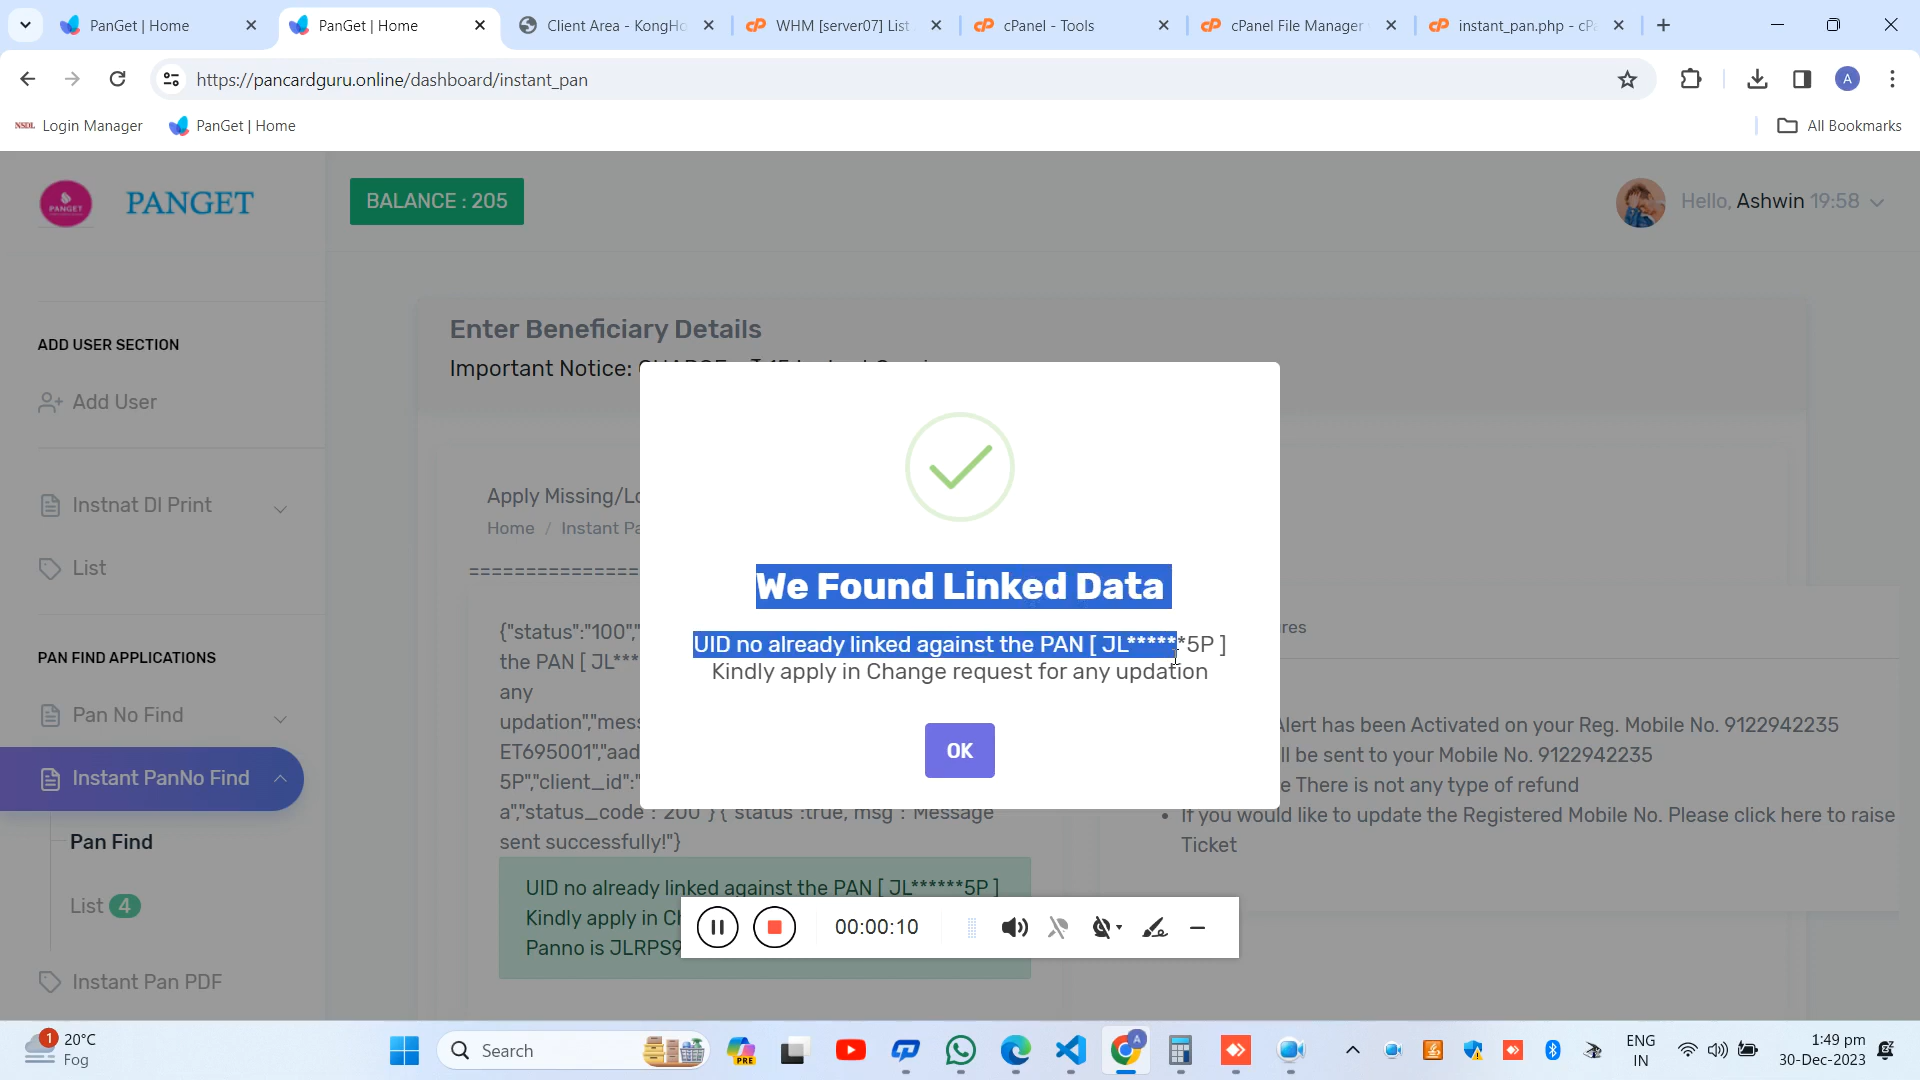 PanGet | Home
PanGet | Home
Client Area - KongHo
WHM [server07] List
cPanel - Tools
cPanel File Manager
instant_pan.php - cPa
https://pancardguru.online/dashboard/instant_pan
A
NSDL Login Manager
PanGet | Home
All Bookmarks
PANGET
PANGET
BALANCE : 205
Hello, Ashwin 19:58
ADD USER SECTION
Add User
Instnat Dl Print
List
PAN FIND APPLICATIONS
Pan No Find
Instant PanNo Find
Pan Find
List 4
Instant Pan PDF
Enter Beneficiary Details
Important Notice:
Apply Missing/Lo
Home / Instant Pa
===============
{"status":"100","
the PAN [ JL***
any
updation","mess
ET695001","aad
5P","client_id":"
a","status_code":"200"}{"status":true,"msg":"Message
sent successfully!"}
UID no already linked against the PAN [ JL******5P ]
Kindly apply in C
Panno is JLRPS9
We Found Linked Data
UID no already linked against the PAN [ JL******5P ]
Kindly apply in Change request for any updation
OK
res
Alert has been Activated on your Reg. Mobile No. 9122942235
ll be sent to your Mobile No. 9122942235
e There is not any type of refund
• If you would like to update the Registered Mobile No. Please click here to raise
Ticket
00:00:10
1
20°C
Fog
Search
PRE
A
ENG
IN
1:49 pm
30-Dec-2023